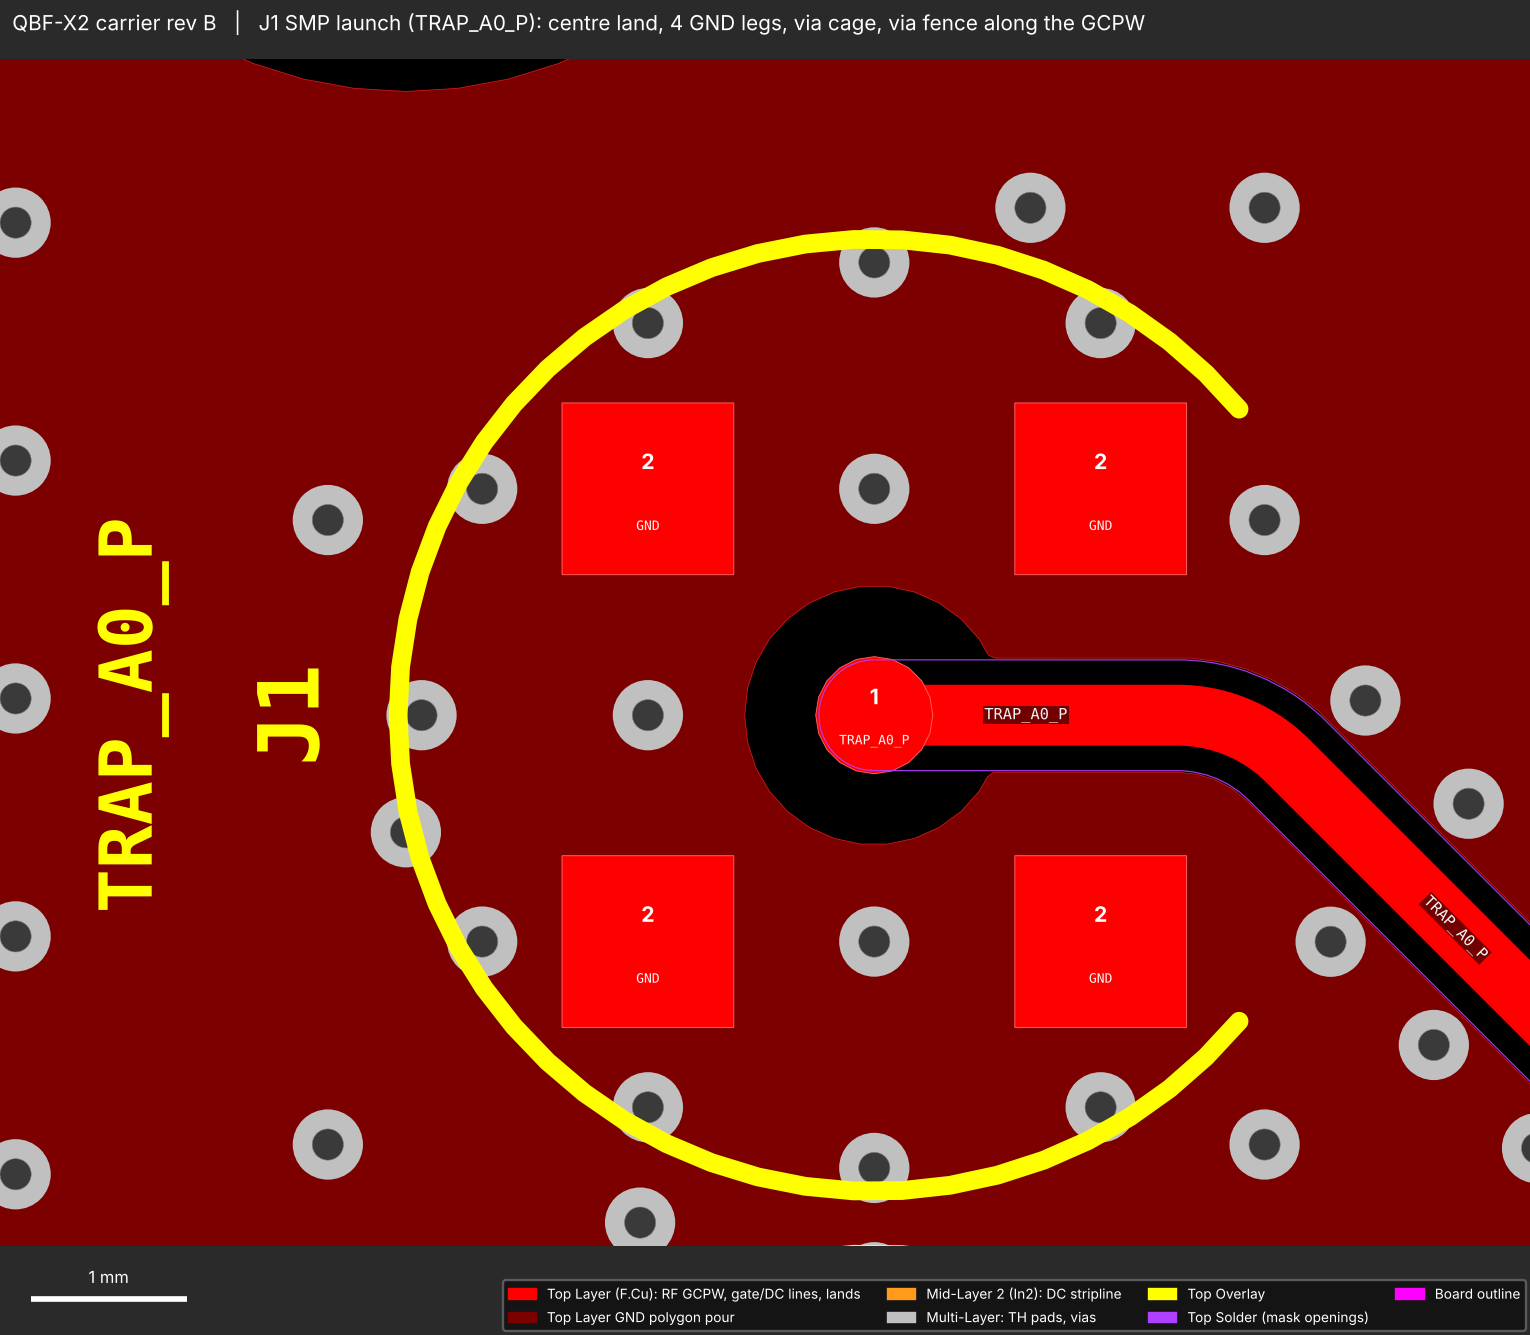 QBF-X2 carrier rev B | J1 SMP launch (TRAP_A0_P): centre land, 4 GND legs, via cage, via fence along the GCPW
2
GND
2
GND
TRAP_A0_P
J1
1
TRAP_A0_P
TRAP_A0_P
TRAP_A0_P
2
GND
2
GND
1 mm
Top Layer (F.Cu): RF GCPW, gate/DC lines, lands
Mid-Layer 2 (In2): DC stripline
Top Overlay
Board outline
Top Layer GND polygon pour
Multi-Layer: TH pads, vias
Top Solder (mask openings)